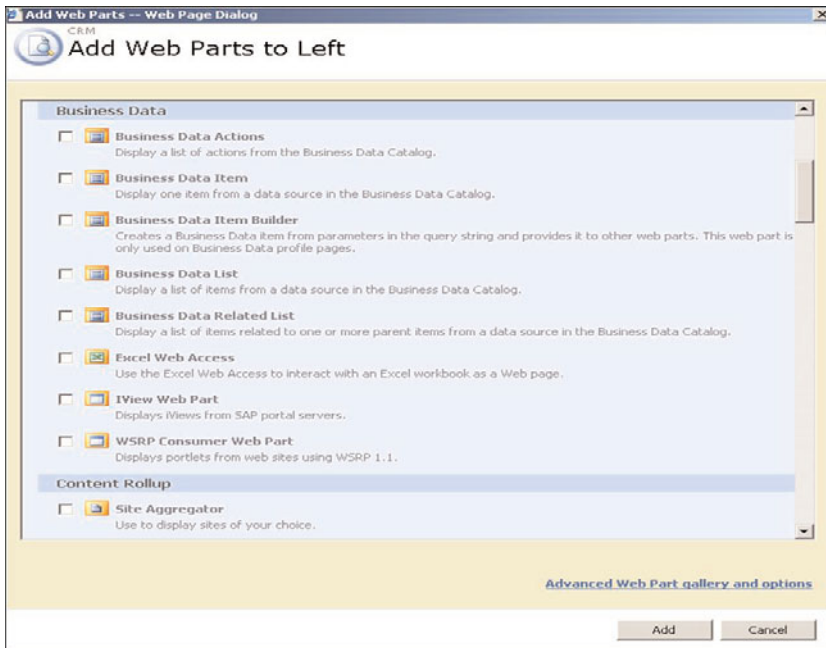 Add Web Parts -- Web Page Dialog
CRM
Add Web Parts to Left
Business Data
Business Data Actions
Display a list of actions from the Business Data Catalog.
Business Data Item
Display one item from a data source in the Business Data Catalog.
Business Data Item Builder
Creates a Business Data item from parameters in the query string and provides it to other web parts. This web part is
only used on Business Data profile pages.
Business Data List
Display a list of items from a data source in the Business Data Catalog.
Business Data Related List
Display a list of items related to one or more parent items from a data source in the Business Data Catalog.
Excel Web Access
Use the Excel Web Access to interact with an Excel workbook as a Web page.
IView Web Part
Displays iViews from SAP portal servers.
WSRP Consumer Web Part
Displays portlets from web sites using WSRP 1.1.
Content Rollup
Site Aggregator
Use to display sites of your choice.
Advanced Web Part gallery and options
Add Cancel